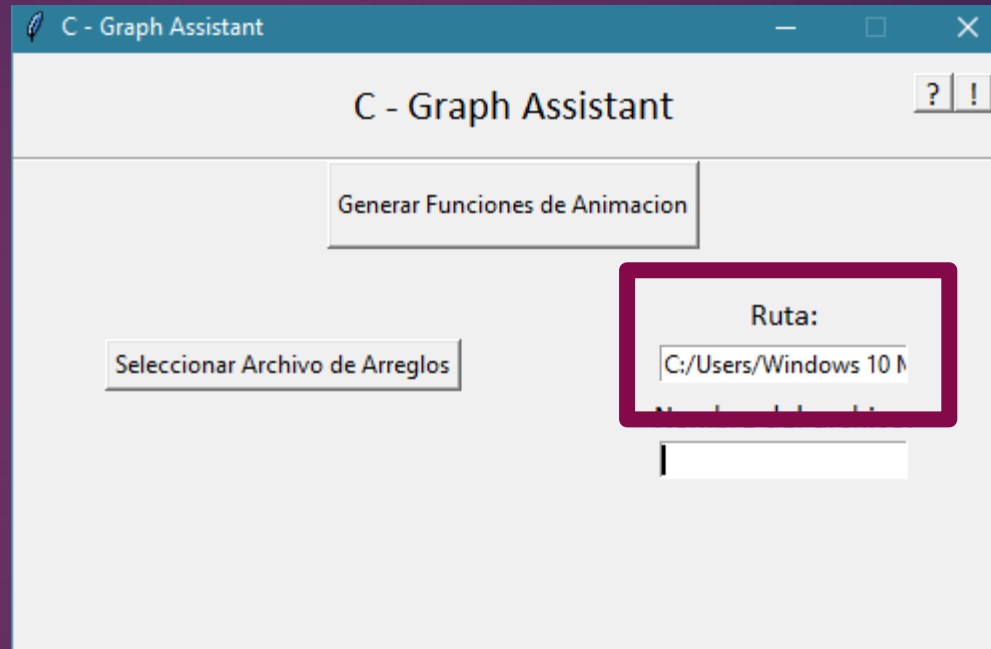 C - Graph Assistant
C - Graph Assistant
? !
Generar Funciones de Animacion
Ruta:
Seleccionar Archivo de Arreglos
C:/Users/Windows 10 M